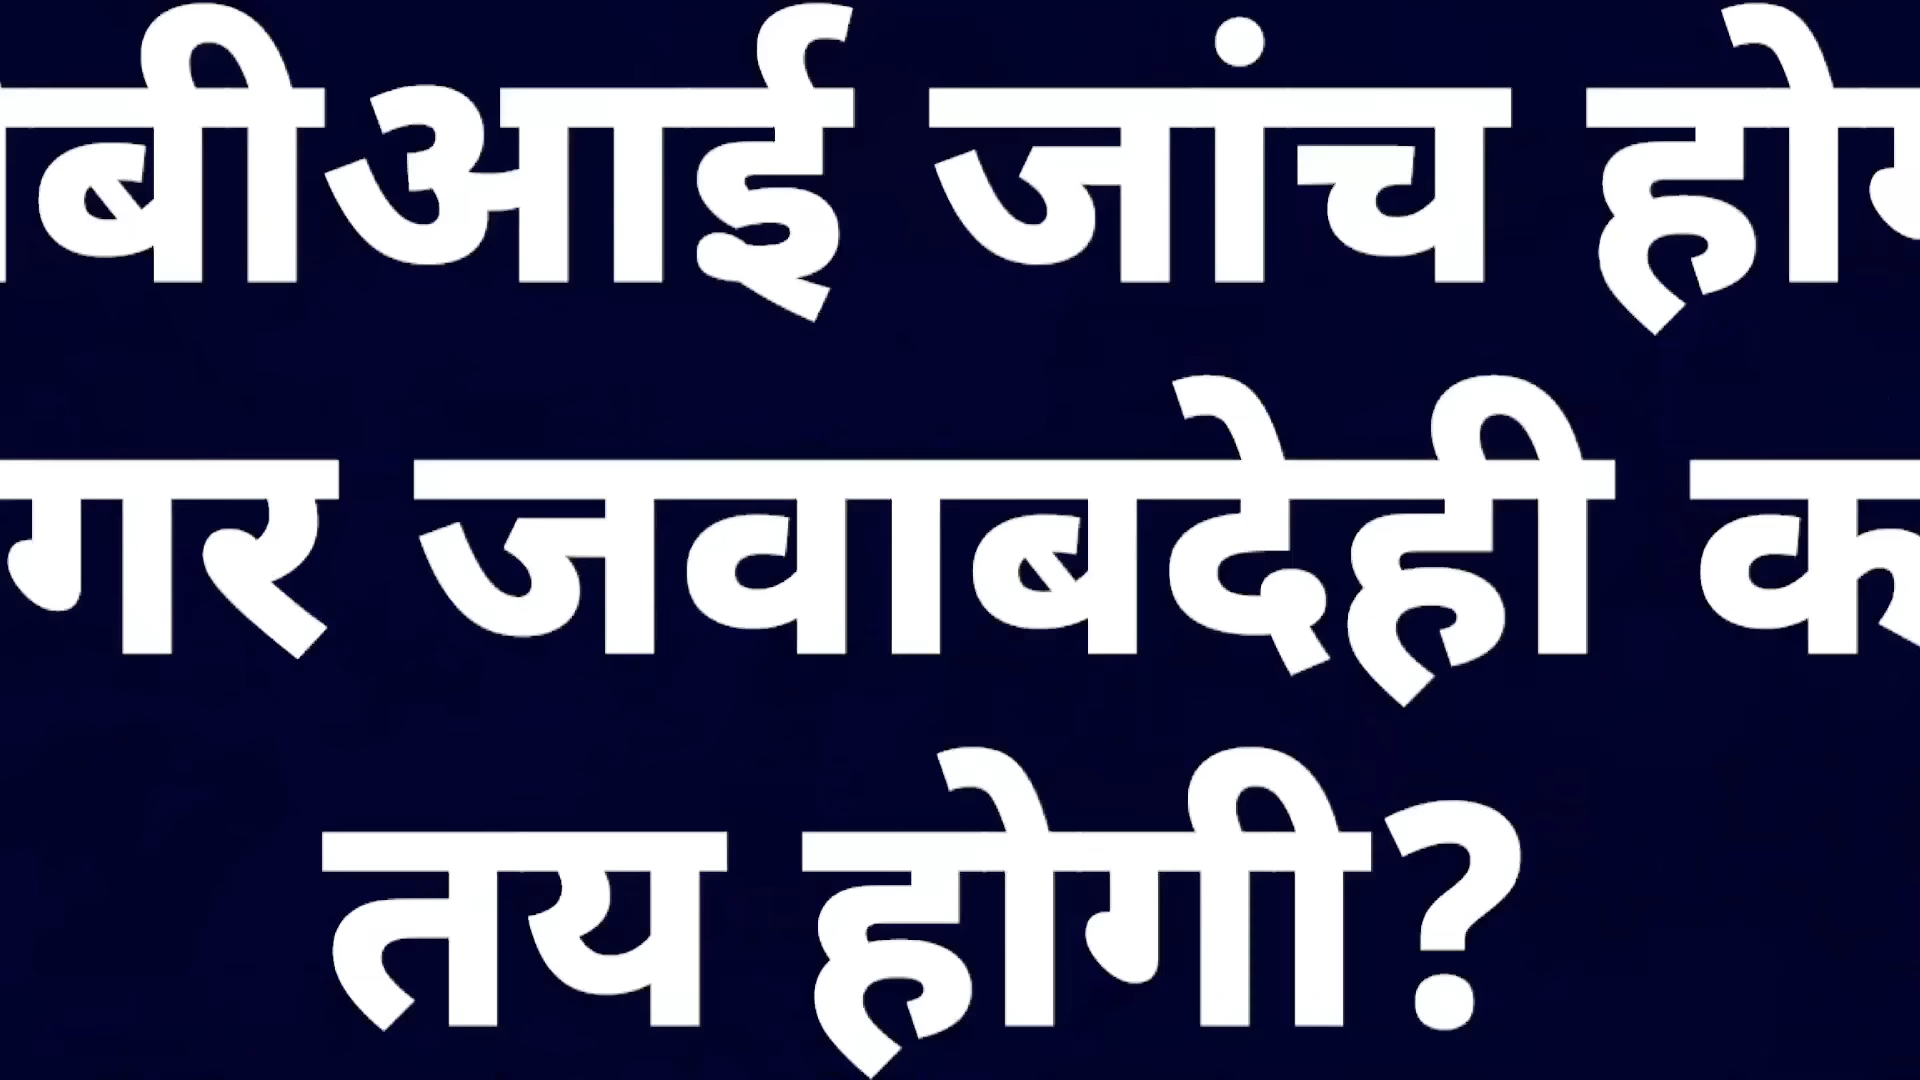 बीआई जांच हो
गर जवाबदेही क
तय होगी?